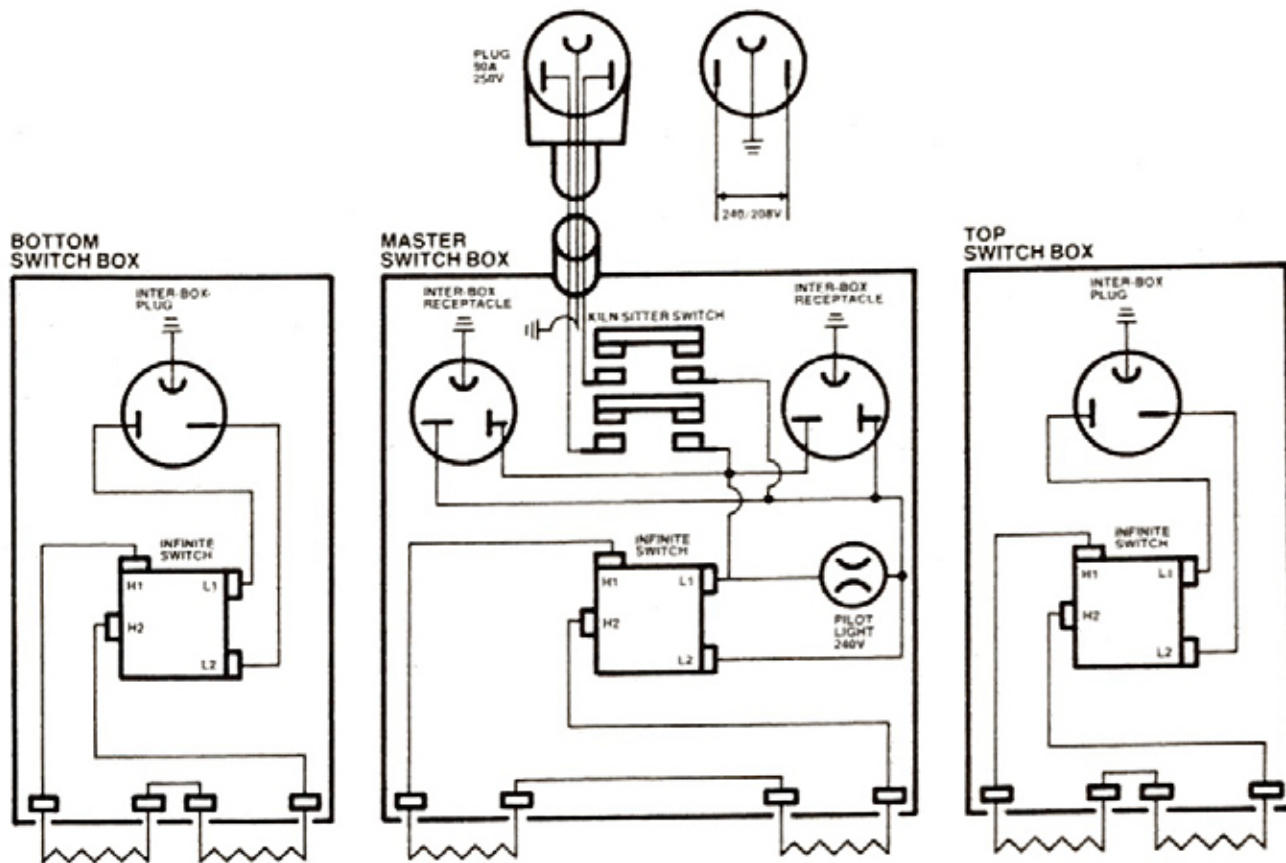 PLUG
90A
250V
240/208V
BOTTOM
SWITCH BOX
INTER-BOX-
PLUG
INFINITE
SWITCH
H1
L1
H2
L2
MASTER
SWITCH BOX
INTER-BOX
RECEPTACLE
KILN-SITTER SWITCH
INTER-BOX
RECEPTACLE
INFINITE
SWITCH
H1
L1
H2
L2
PILOT
LIGHT
240V
TOP
SWITCH BOX
INTER-BOX
PLUG
INFINITE
SWITCH
H1
L1
H2
L2